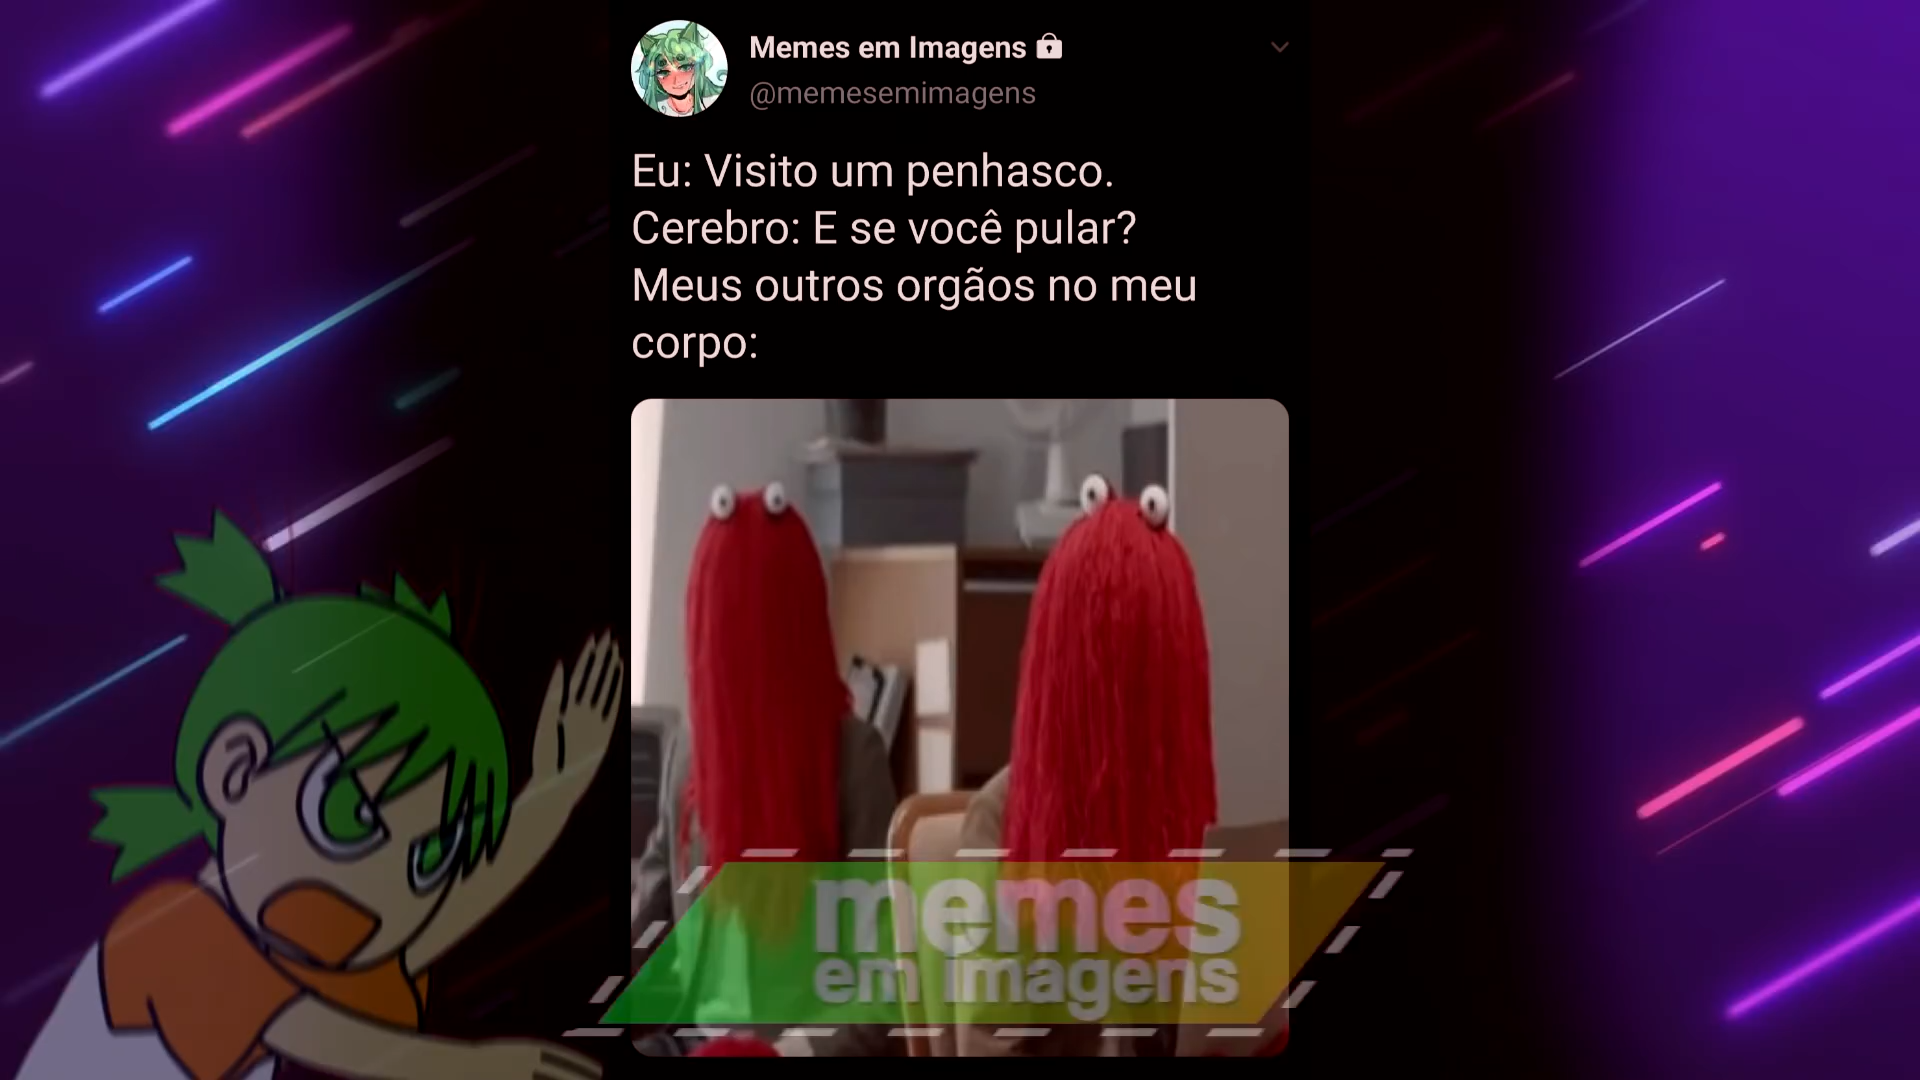 Memes em Imagens
@memesemimagens
Eu: Visito um penhasco.
Cerebro: E se você pular?
Meus outros orgãos no meu
corpo:
memes
em imagens